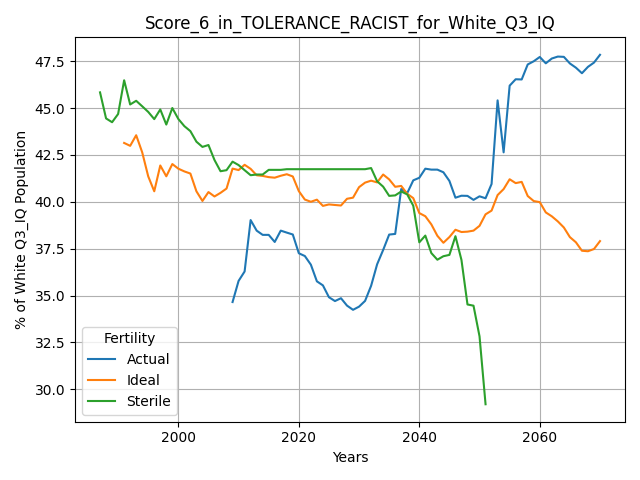 Score_6_in_TOLERANCE_RACIST_for_White_Q3_IQ
% of White Q3_IQ Population
47.5
45.0
42.5
40.0
37.5
35.0
32.5
30.0
Fertility
Actual
Ideal
Sterile
2000
2020
2040
2060
Years